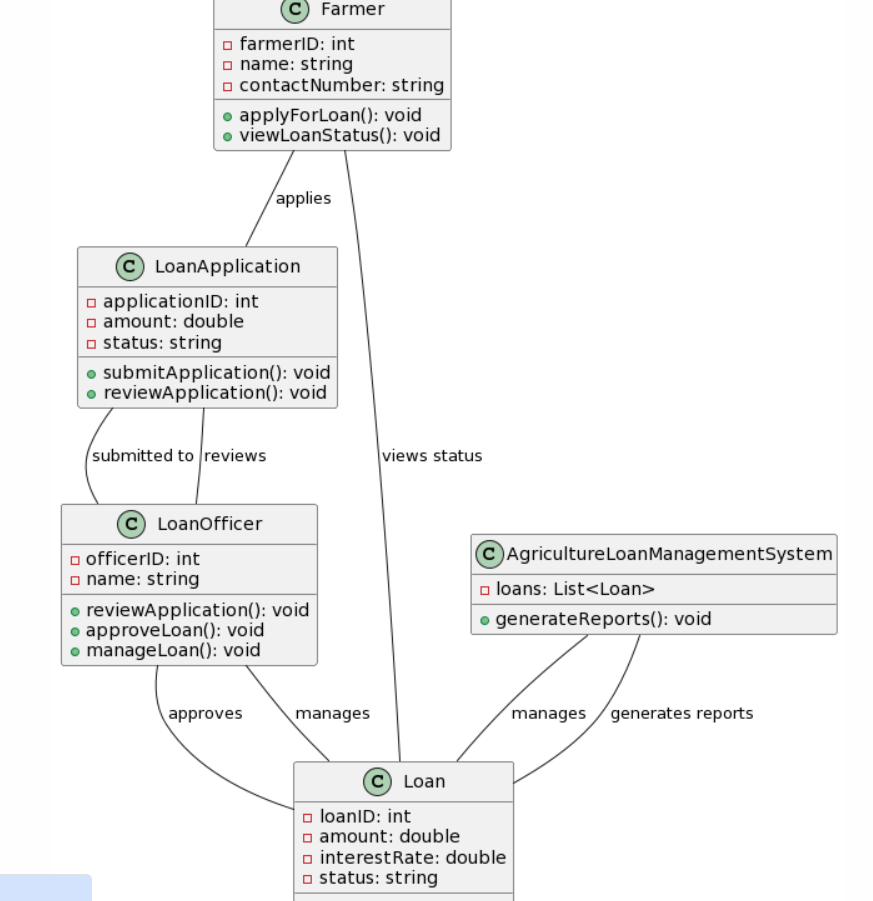 C Farmer
farmerID: int
name: string
contactNumber: string
applyForLoan(): void
viewLoanStatus(): void
applies
C LoanApplication
applicationID: int
amount: double
status: string
submitApplication(): void
reviewApplication(): void
submitted to
reviews
views status
C LoanOfficer
officerID: int
name: string
reviewApplication(): void
approveLoan(): void
manageLoan(): void
C AgricultureLoanManagementSystem
loans: List<Loan>
generateReports(): void
approves
manages
manages
generates reports
C Loan
loanID: int
amount: double
interestRate: double
status: string